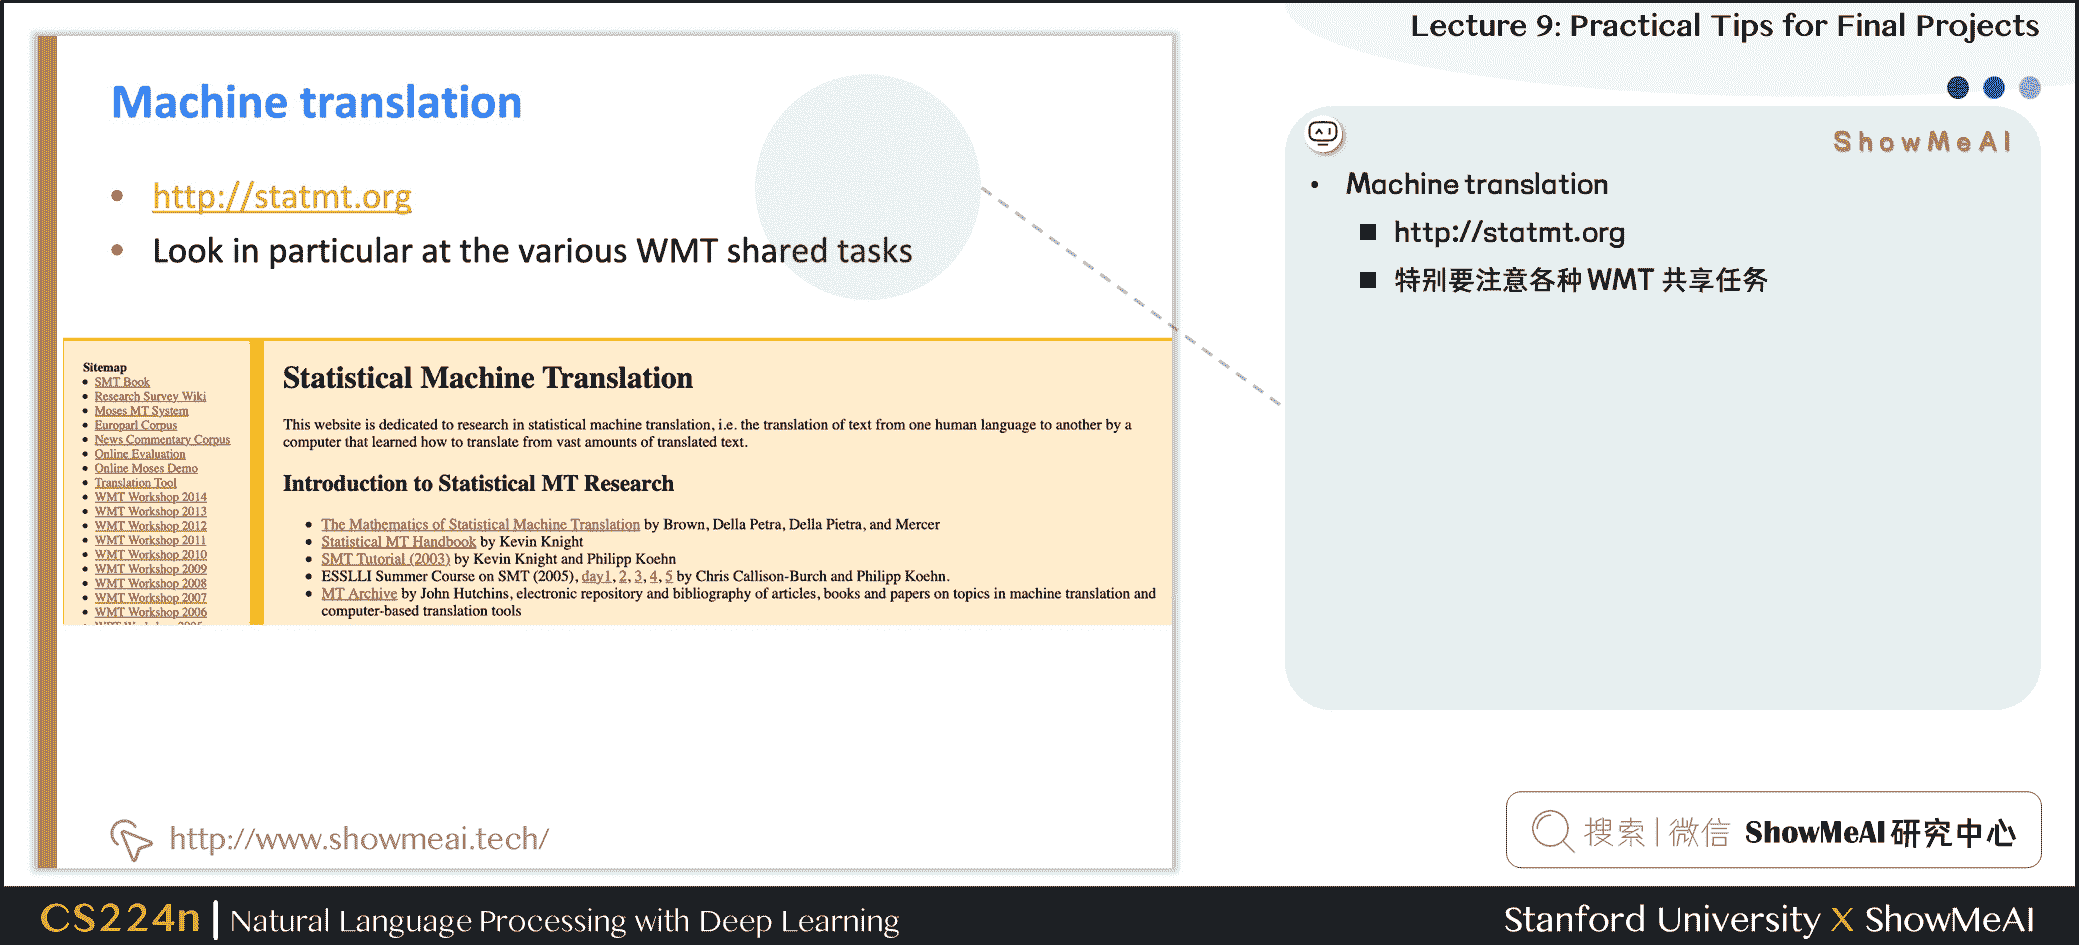 Lecture 9: Practical Tips for Final Projects
Machine translation
• http://statmt.org
• Look in particular at the various WMT shared tasks
Sitemap
• SMT Book
• Research Survey Wiki
• Moses MT System
• Europarl Corpus
• News Commentary Corpus
• Online Evaluation
• Online Moses Demo
• Translation Tool
• WMT Workshop 2014
• WMT Workshop 2013
• WMT Workshop 2012
• WMT Workshop 2011
• WMT Workshop 2010
• WMT Workshop 2009
• WMT Workshop 2008
• WMT Workshop 2007
• WMT Workshop 2006
Statistical Machine Translation
This website is dedicated to research in statistical machine translation, i.e. the translation of text from one human language to another by a
computer that learned how to translate from vast amounts of translated text.
Introduction to Statistical MT Research
• The Mathematics of Statistical Machine Translation by Brown, Della Petra, Della Pietra, and Mercer
• Statistical MT Handbook by Kevin Knight
• SMT Tutorial (2003) by Kevin Knight and Philipp Koehn
• ESSLLI Summer Course on SMT (2005), day1, 2, 3, 4, 5 by Chris Callison-Burch and Philipp Koehn.
• MT Archive by John Hutchins, electronic repository and bibliography of articles, books and papers on topics in machine translation and
computer-based translation tools
http://www.showmeai.tech/
ShowMeAI
• Machine translation
■ http://statmt.org
■ 特别要注意各种 WMT 共享任务
搜索 | 微信 ShowMeAI 研究中心
CS224n | Natural Language Processing with Deep Learning
Stanford University X ShowMeAI